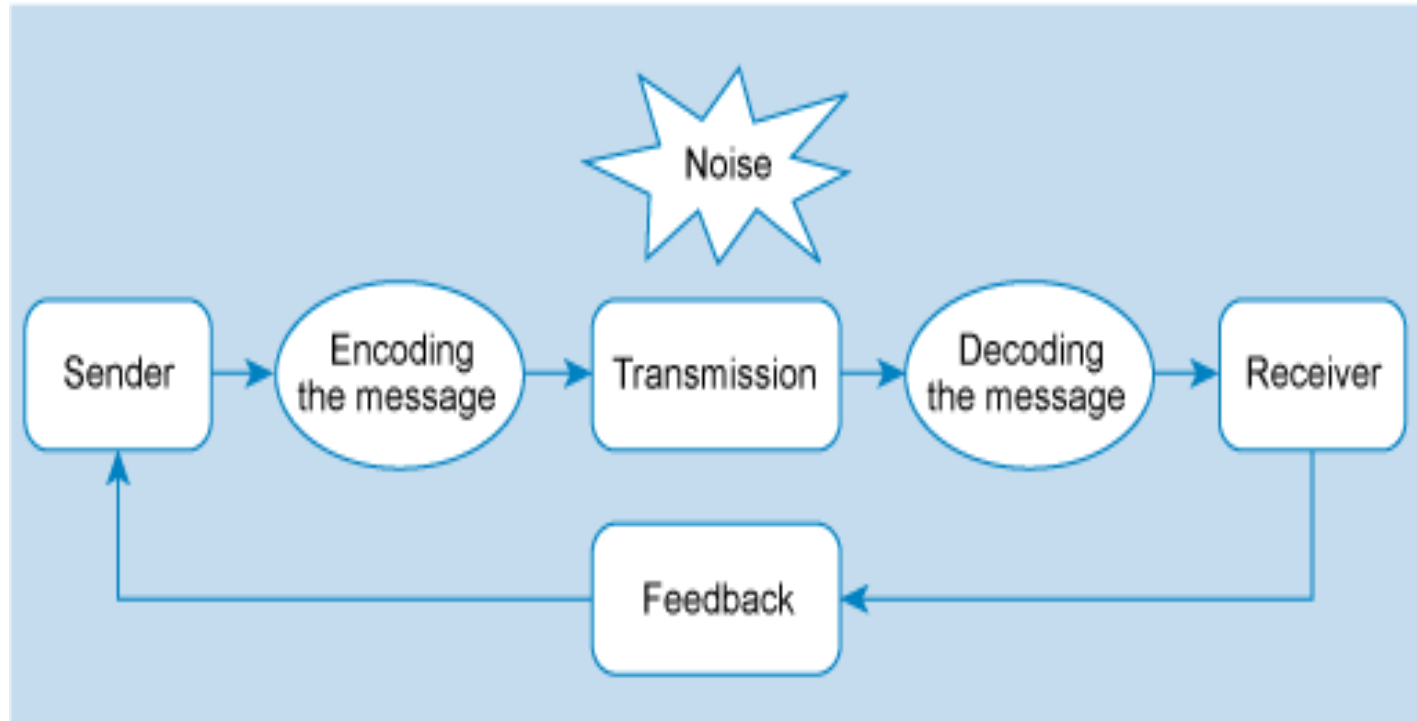 Noise
Sender
Encoding
the message
Transmission
Decoding
the message
Receiver
Feedback